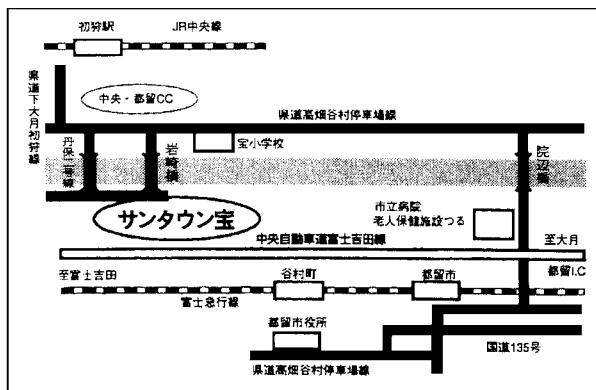 初狩駅
JR中央線
県道下大月初狩線
中央・都留CC
県道高畑谷村停車場線
丹保二号線
岩崎橋
宝小学校
院辺橋
サンタウン宝
市立病院
老人保健施設つる
中央自動車道富士吉田線
至大月
至富士吉田
谷村町
都留市
都留I.C
富士急行線
都留市役所
国道135号
県道高畑谷村停車場線